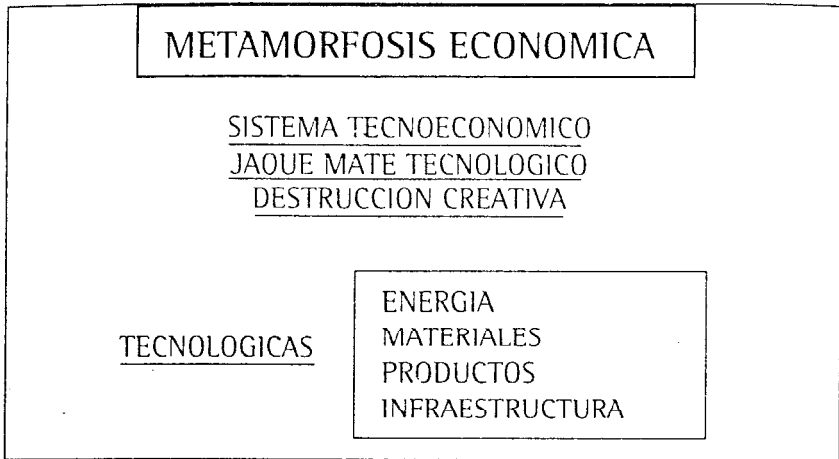 METAMORFOSIS ECONOMICA
SISTEMA TECNOECONOMICO
JAQUE MATE TECNOLOGICO
DESTRUCCION CREATIVA
TECNOLOGICAS
ENERGIA
MATERIALES
PRODUCTOS
INFRAESTRUCTURA